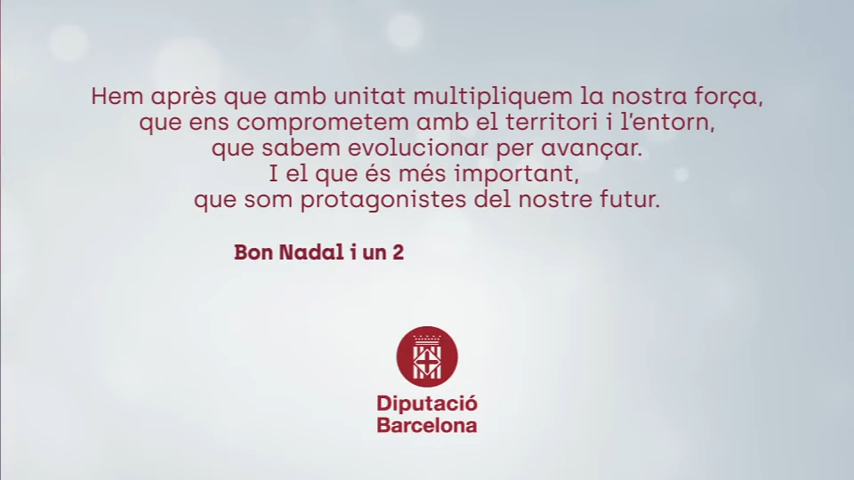 Hem après que amb unitat multipliquem la nostra força,
que ens comprometem amb el territori i l'entorn,
que sabem evolucionar per avançar.
I el que és més important,
que som protagonistes del nostre futur.
Bon Nadal i un 2
Diputació
Barcelona